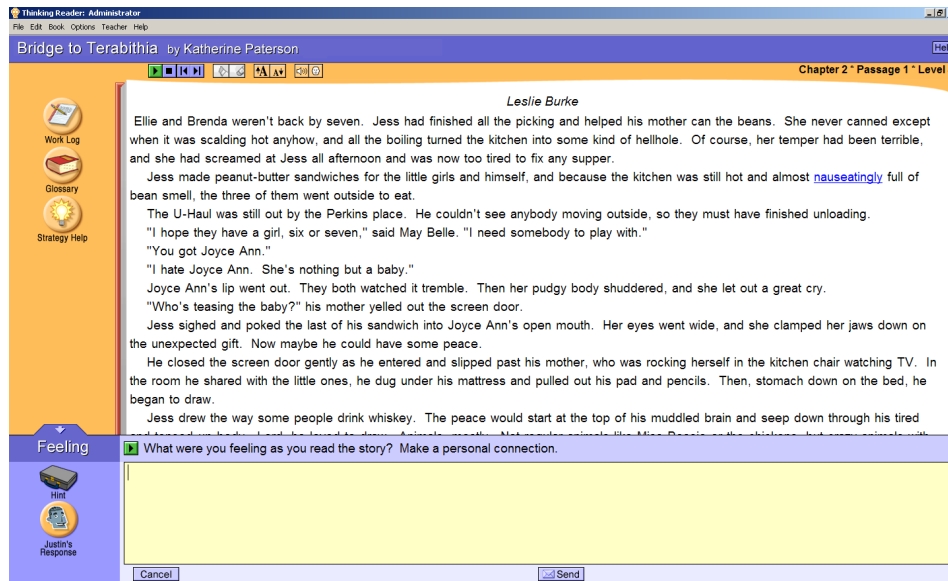 Thinking Reader: Administrator
File Edit Book Options Teacher Help
Bridge to Terabithia by Katherine Paterson
Hel
A A
Chapter 2 * Passage 1 * Level
Work Log
Glossary
Strategy Help
Leslie Burke
Ellie and Brenda weren't back by seven. Jess had finished all the picking and helped his mother can the beans. She never canned except
when it was scalding hot anyhow, and all the boiling turned the kitchen into some kind of hellhole. Of course, her temper had been terrible,
and she had screamed at Jess all afternoon and was now too tired to fix any supper.
Jess made peanut-butter sandwiches for the little girls and himself, and because the kitchen was still hot and almost nauseatingly full of
bean smell, the three of them went outside to eat.
The U-Haul was still out by the Perkins place. He couldn't see anybody moving outside, so they must have finished unloading.
"I hope they have a girl, six or seven," said May Belle. "I need somebody to play with."
"You got Joyce Ann."
"I hate Joyce Ann. She's nothing but a baby."
Joyce Ann's lip went out. They both watched it tremble. Then her pudgy body shuddered, and she let out a great cry.
"Who's teasing the baby?" his mother yelled out the screen door.
Jess sighed and poked the last of his sandwich into Joyce Ann's open mouth. Her eyes went wide, and she clamped her jaws down on
the unexpected gift. Now maybe he could have some peace.
He closed the screen door gently as he entered and slipped past his mother, who was rocking herself in the kitchen chair watching TV. In
the room he shared with the little ones, he dug under his mattress and pulled out his pad and pencils. Then, stomach down on the bed, he
began to draw.
Jess drew the way some people drink whiskey. The peace would start at the top of his muddled brain and seep down through his tired
Feeling
What were you feeling as you read the story? Make a personal connection.
Hint
Justin's
Response
Cancel
Send